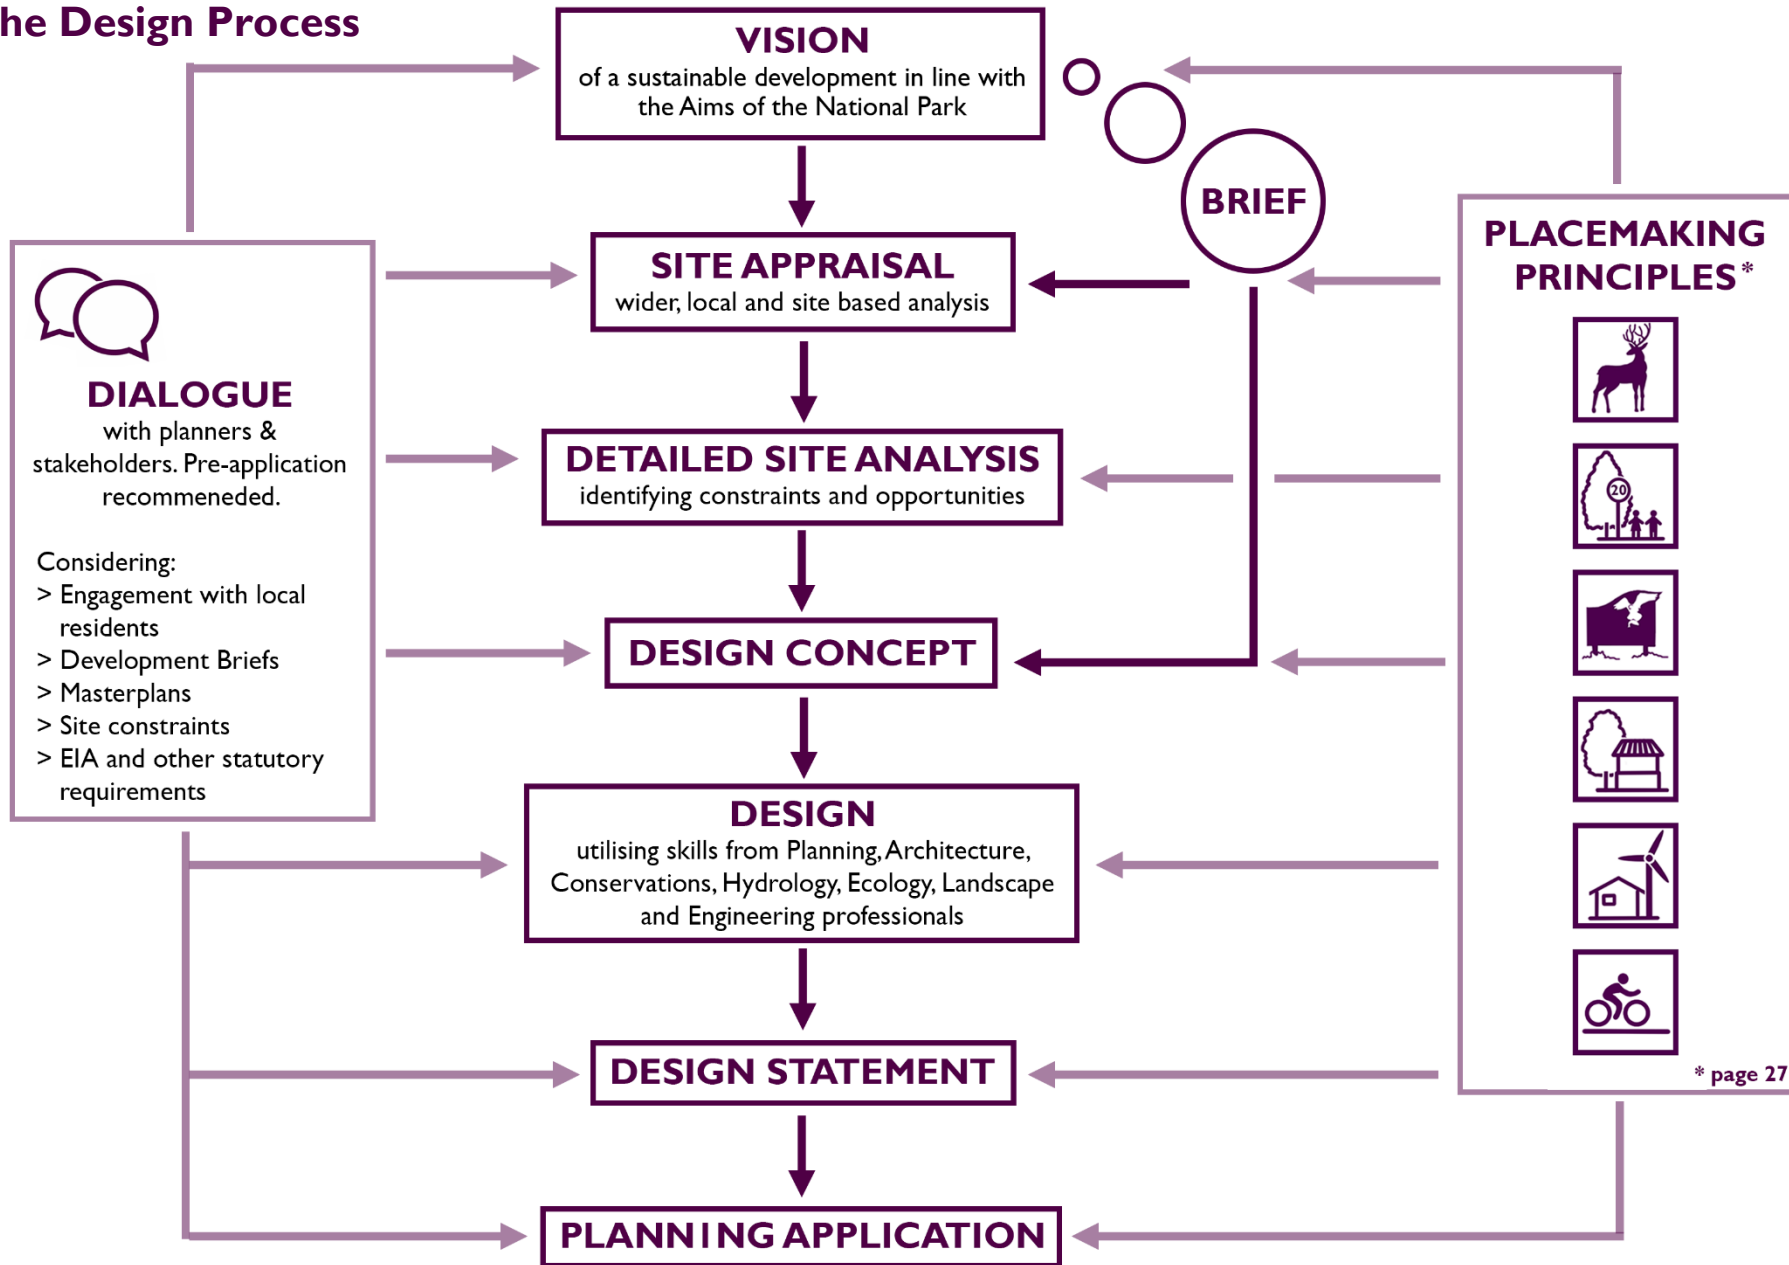 he Design Process
VISION
of a sustainable development in line with
the Aims of the National Park
BRIEF
SITE APPRAISAL
wider, local and site based analysis
DIALOGUE
with planners &
stakeholders. Pre-application
recommeneded.
Considering:
> Engagement with local
residents
> Development Briefs
> Masterplans
> Site constraints
> EIA and other statutory
requirements
DETAILED SITE ANALYSIS
identifying constraints and opportunities
DESIGN CONCEPT
DESIGN
utilising skills from Planning, Architecture,
Conservations, Hydrology, Ecology, Landscape
and Engineering professionals
DESIGN STATEMENT
PLANNING APPLICATION
PLACEMAKING
PRINCIPLES*
20
* page 27